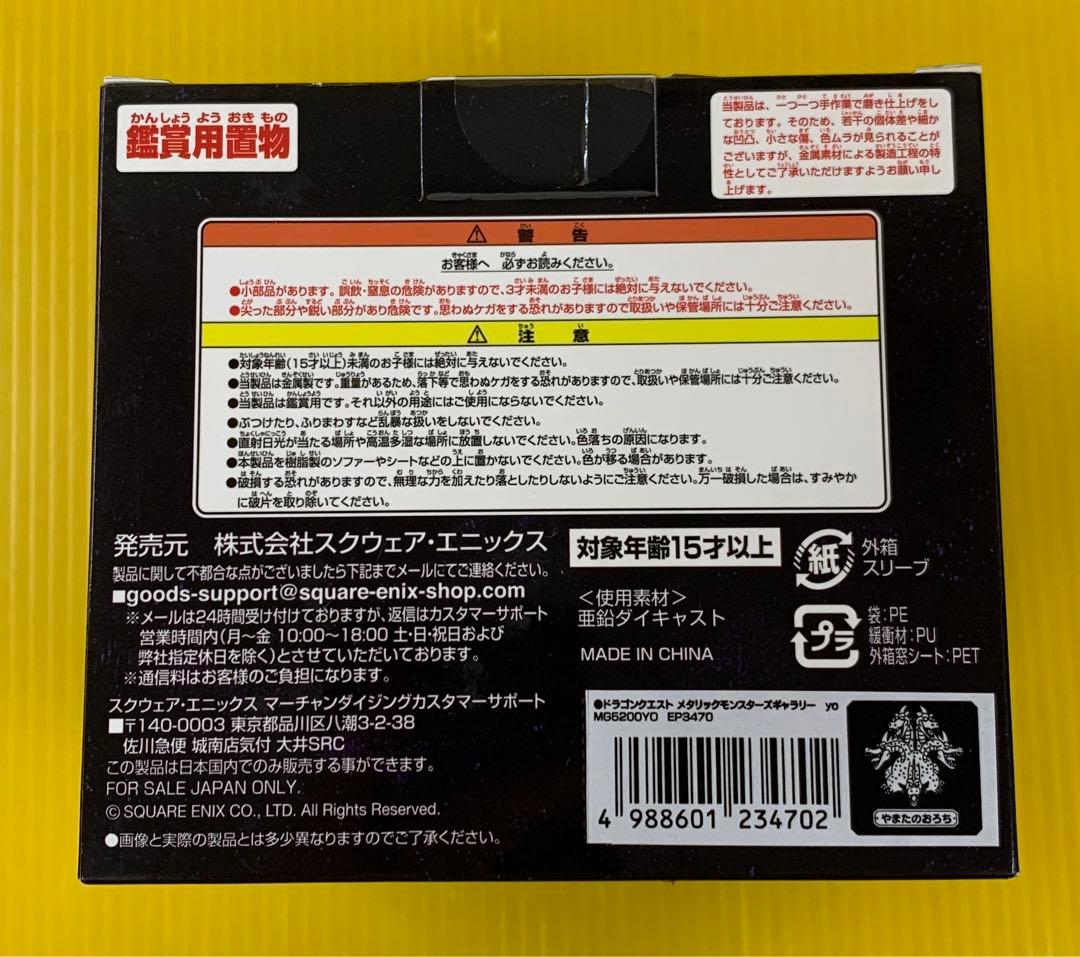 かんしょうようおきもの
鑑賞用置物
当製品は、一つ一つ手作業で磨き仕上げをし
ております。そのため、若干の個体差や細か
な凹凸、小さな傷、色ムラが見られることが
ございますが、金属素材による製造工程の特
性としてご了承いただけますようお願い申し
上げます。
⚠ 警告
お客様へ 必ずお読みください。
●小部品があります。誤飲・窒息の危険がありますので、3才未満のお子様には絶対に与えないでください。
●尖った部分や鋭い部分があり危険です。思わぬケガをする恐れがありますので取扱いや保管場所には十分ご注意ください。
⚠ 注意
●対象年齢(15才以上)未満のお子様には絶対に与えないでください。
●当製品は金属製です。重量があるため、落下等で思わぬケガをする恐れがありますので、取扱いや保管場所には十分ご注意ください。
●当製品は鑑賞用です。それ以外の用途にはご使用にならないでください。
●ぶつけたり、ふりまわすなど乱暴な扱いをしないでください。
●直射日光が当たる場所や高温多湿な場所に放置しないでください。色落ちの原因になります。
●本製品を樹脂製のソファーやシートなどの上に置かないでください。色が移る場合があります。
●破損する恐れがありますので、無理な力を加えたり落としたりしないようにご注意ください。万一破損した場合は、すみやか
に破片を取り除いてください。
発売元 株式会社スクウェア・エニックス
製品に関して不都合な点がございましたら下記までメールにてご連絡ください。
■goods-support@square-enix-shop.com
※メールは24時間受け付けておりますが、返信はカスタマーサポート
営業時間内(月〜金 10:00〜18:00 土・日・祝日および
弊社指定休日を除く)とさせていただいております。
※通信料はお客様のご負担になります。
スクウェア・エニックス マーチャンダイジングカスタマーサポート
■〒140-0003 東京都品川区八潮3-2-38
佐川急便 城南店気付 大井SRC
この製品は日本国内でのみ販売する事ができます。
FOR SALE JAPAN ONLY.
© SQUARE ENIX CO., LTD. All Rights Reserved.
●画像と実際の製品とは多少異なりますのでご了承ください。
対象年齢15才以上
<使用素材>
亜鉛ダイキャスト
MADE IN CHINA
紙
外箱
スリーブ
プラ
袋:PE
緩衝材:PU
外箱窓シート:PET
●ドラゴンクエスト メタリックモンスターズギャラリー yo
MG5200YO EP3470
4 988601 234702
やまたのおろち